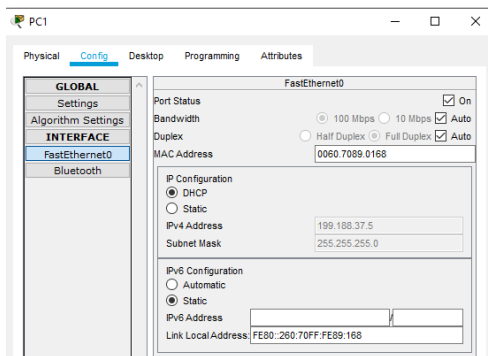 PC1
Physical Config Desktop Programming Attributes
GLOBAL
Settings
Algorithm Settings
INTERFACE
FastEthernet0
Bluetooth
FastEthernet0
Port Status On
Bandwidth 100 Mbps 10 Mbps Auto
Duplex Half Duplex Full Duplex Auto
MAC Address 0060.7089.0168
IP Configuration
DHCP
Static
IPv4 Address 199.188.37.5
Subnet Mask 255.255.255.0
IPv6 Configuration
Automatic
Static
IPv6 Address /
Link Local Address: FE80::260:70FF:FE89:168